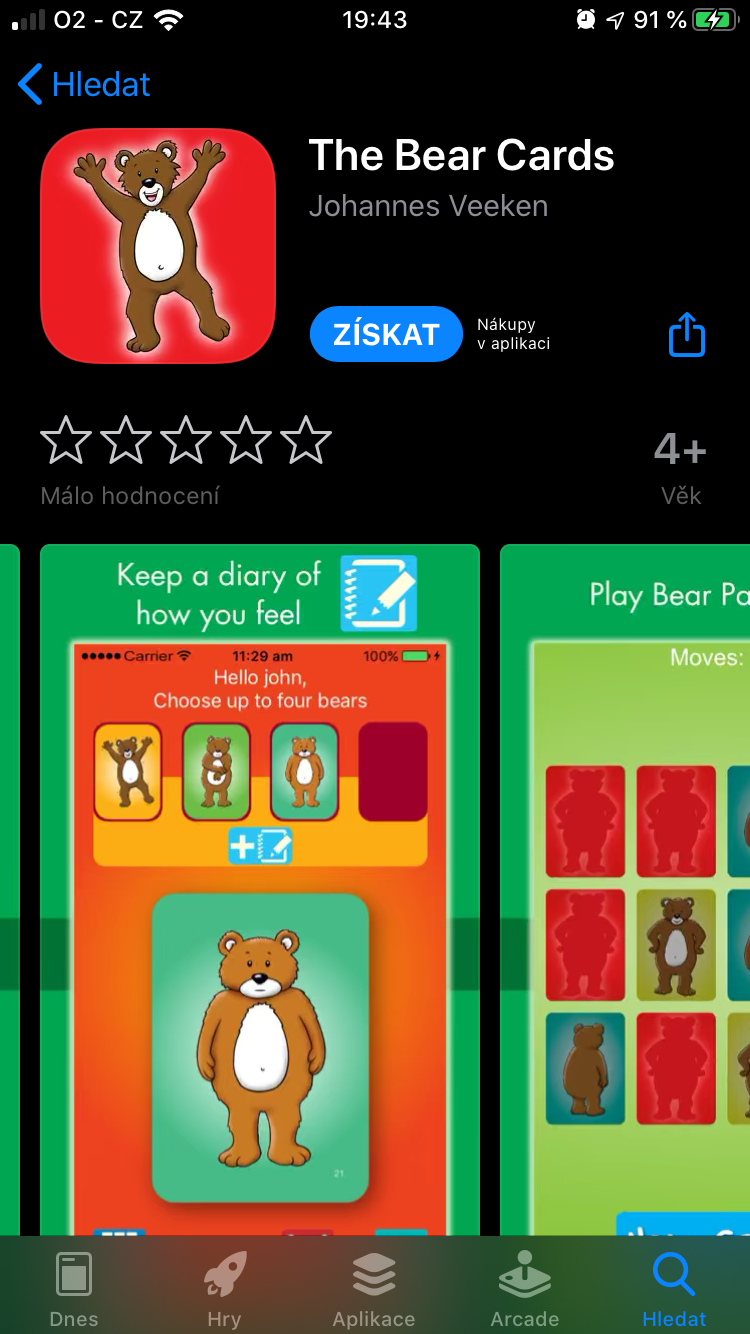 O2 - CZ
19:43
91 %
Hledat
The Bear Cards
Johannes Veeken
ZÍSKAT
Nákupy
v aplikaci
4+
Málo hodnocení
Věk
Keep a diary of
how you feel
Carrier
11:29 am
100%
Hello john,
Choose up to four bears
21
Play Bear Pa
Moves:
Dnes
Hry
Aplikace
Arcade
Hledat